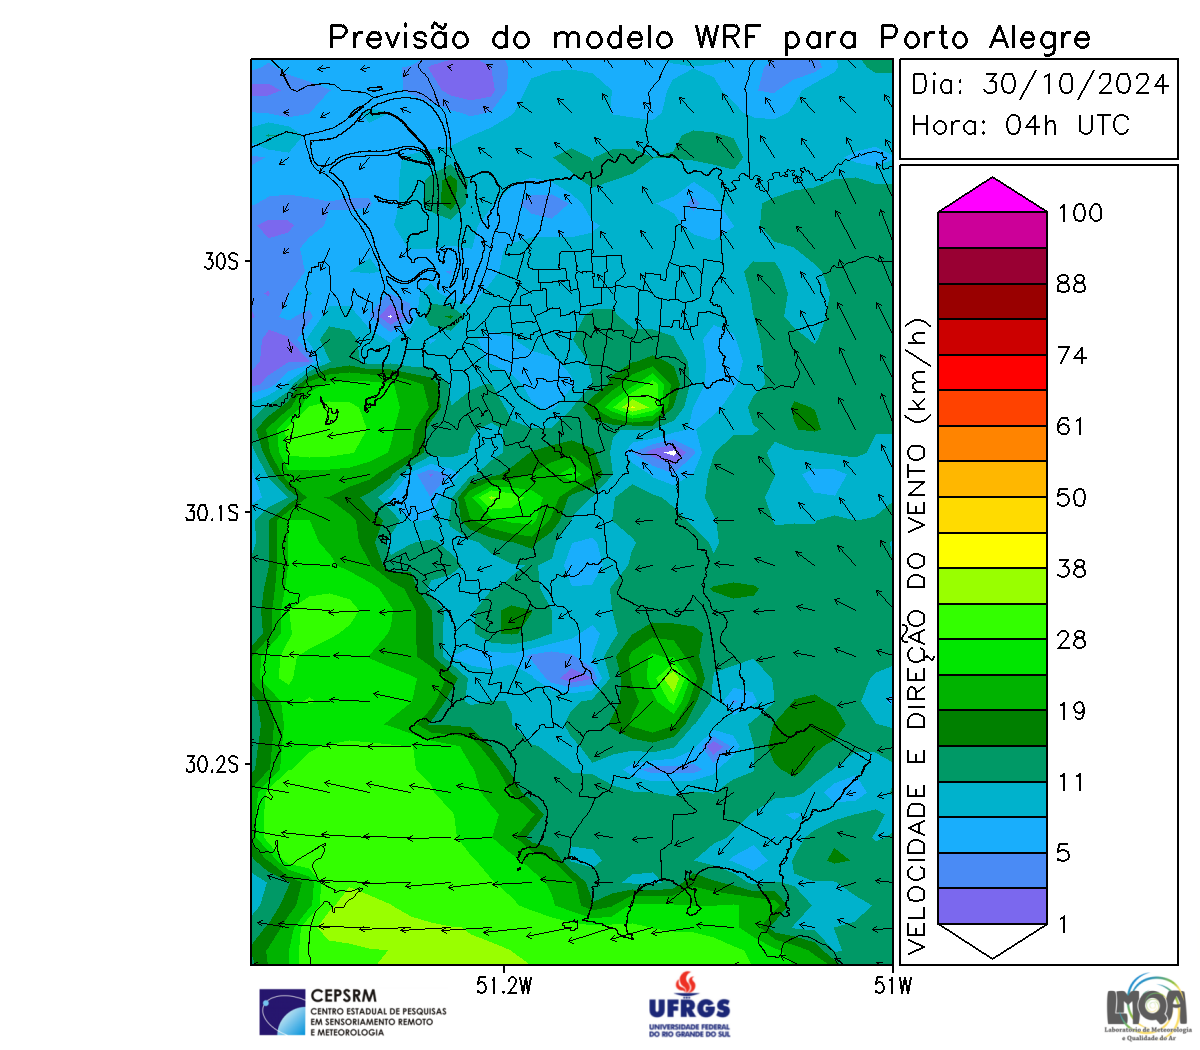 Previsão do modelo WRF para Porto Alegre
Dia: 30/10/2024
Hora: 04h UTC
30S
30.1S
30.2S
51.2W
51W
VELOCIDADE E DIREÇÃO DO VENTO (km/h)
100
88
74
61
50
38
28
19
11
5
1
CEPSRM
CENTRO ESTADUAL DE PESQUISAS
EM SENSORIAMENTO REMOTO
E METEOROLOGIA
UFRGS
UNIVERSIDADE FEDERAL
DO RIO GRANDE DO SUL
LMQA
Laboratório de Meteorologia
e Qualidade do Ar